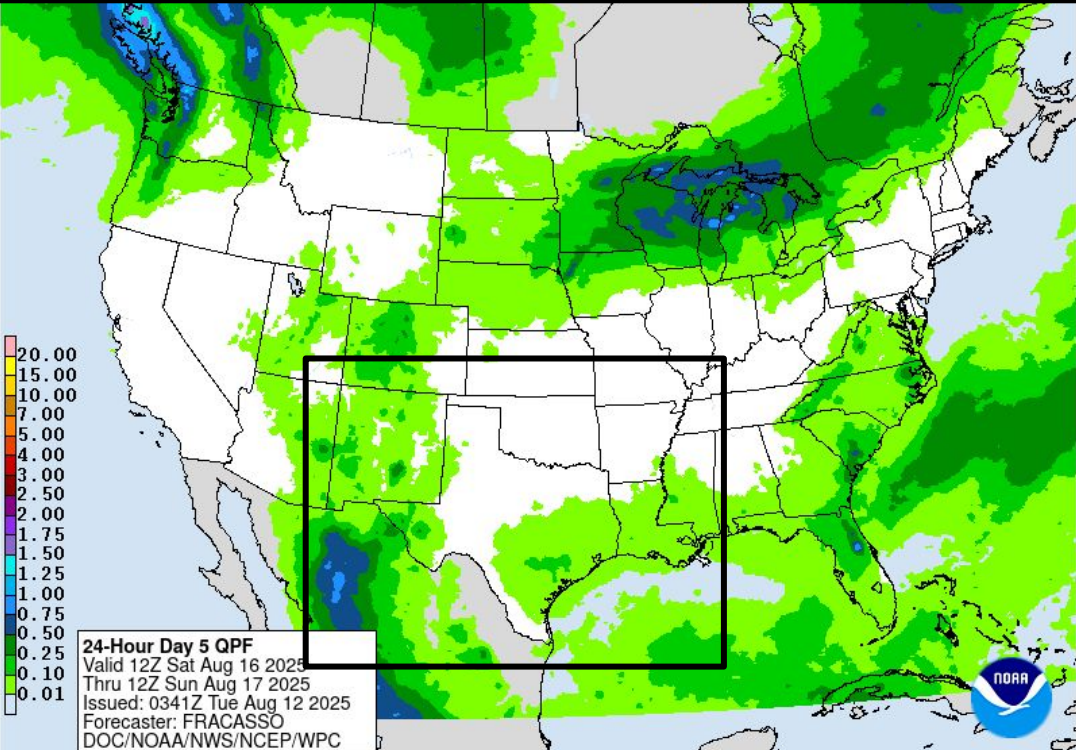 20.00
15.00
10.00
7.00
5.00
4.00
3.00
2.50
2.00
1.75
1.50
1.25
1.00
0.75
0.50
0.25
0.10
0.01
24-Hour Day 5 QPF
Valid 12Z Sat Aug 16 2025
Thru 12Z Sun Aug 17 2025
Issued: 0341Z Tue Aug 12 2025
Forecaster: FRACASSO
DOC/NOAA/NWS/NCEP/WPC
NOAA